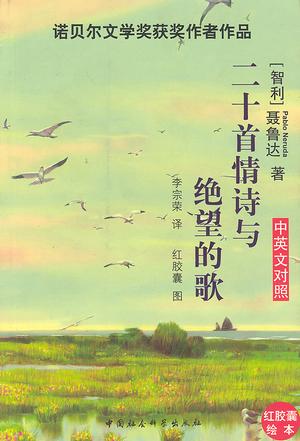 诺贝尔文学奖获奖作者作品
[智利] 聂鲁达 著
Pablo Neruda
二十首情诗与
绝望的歌
李宗荣 译
红胶囊 图
中英文对照
红胶囊
绘本
中国社会科学出版社